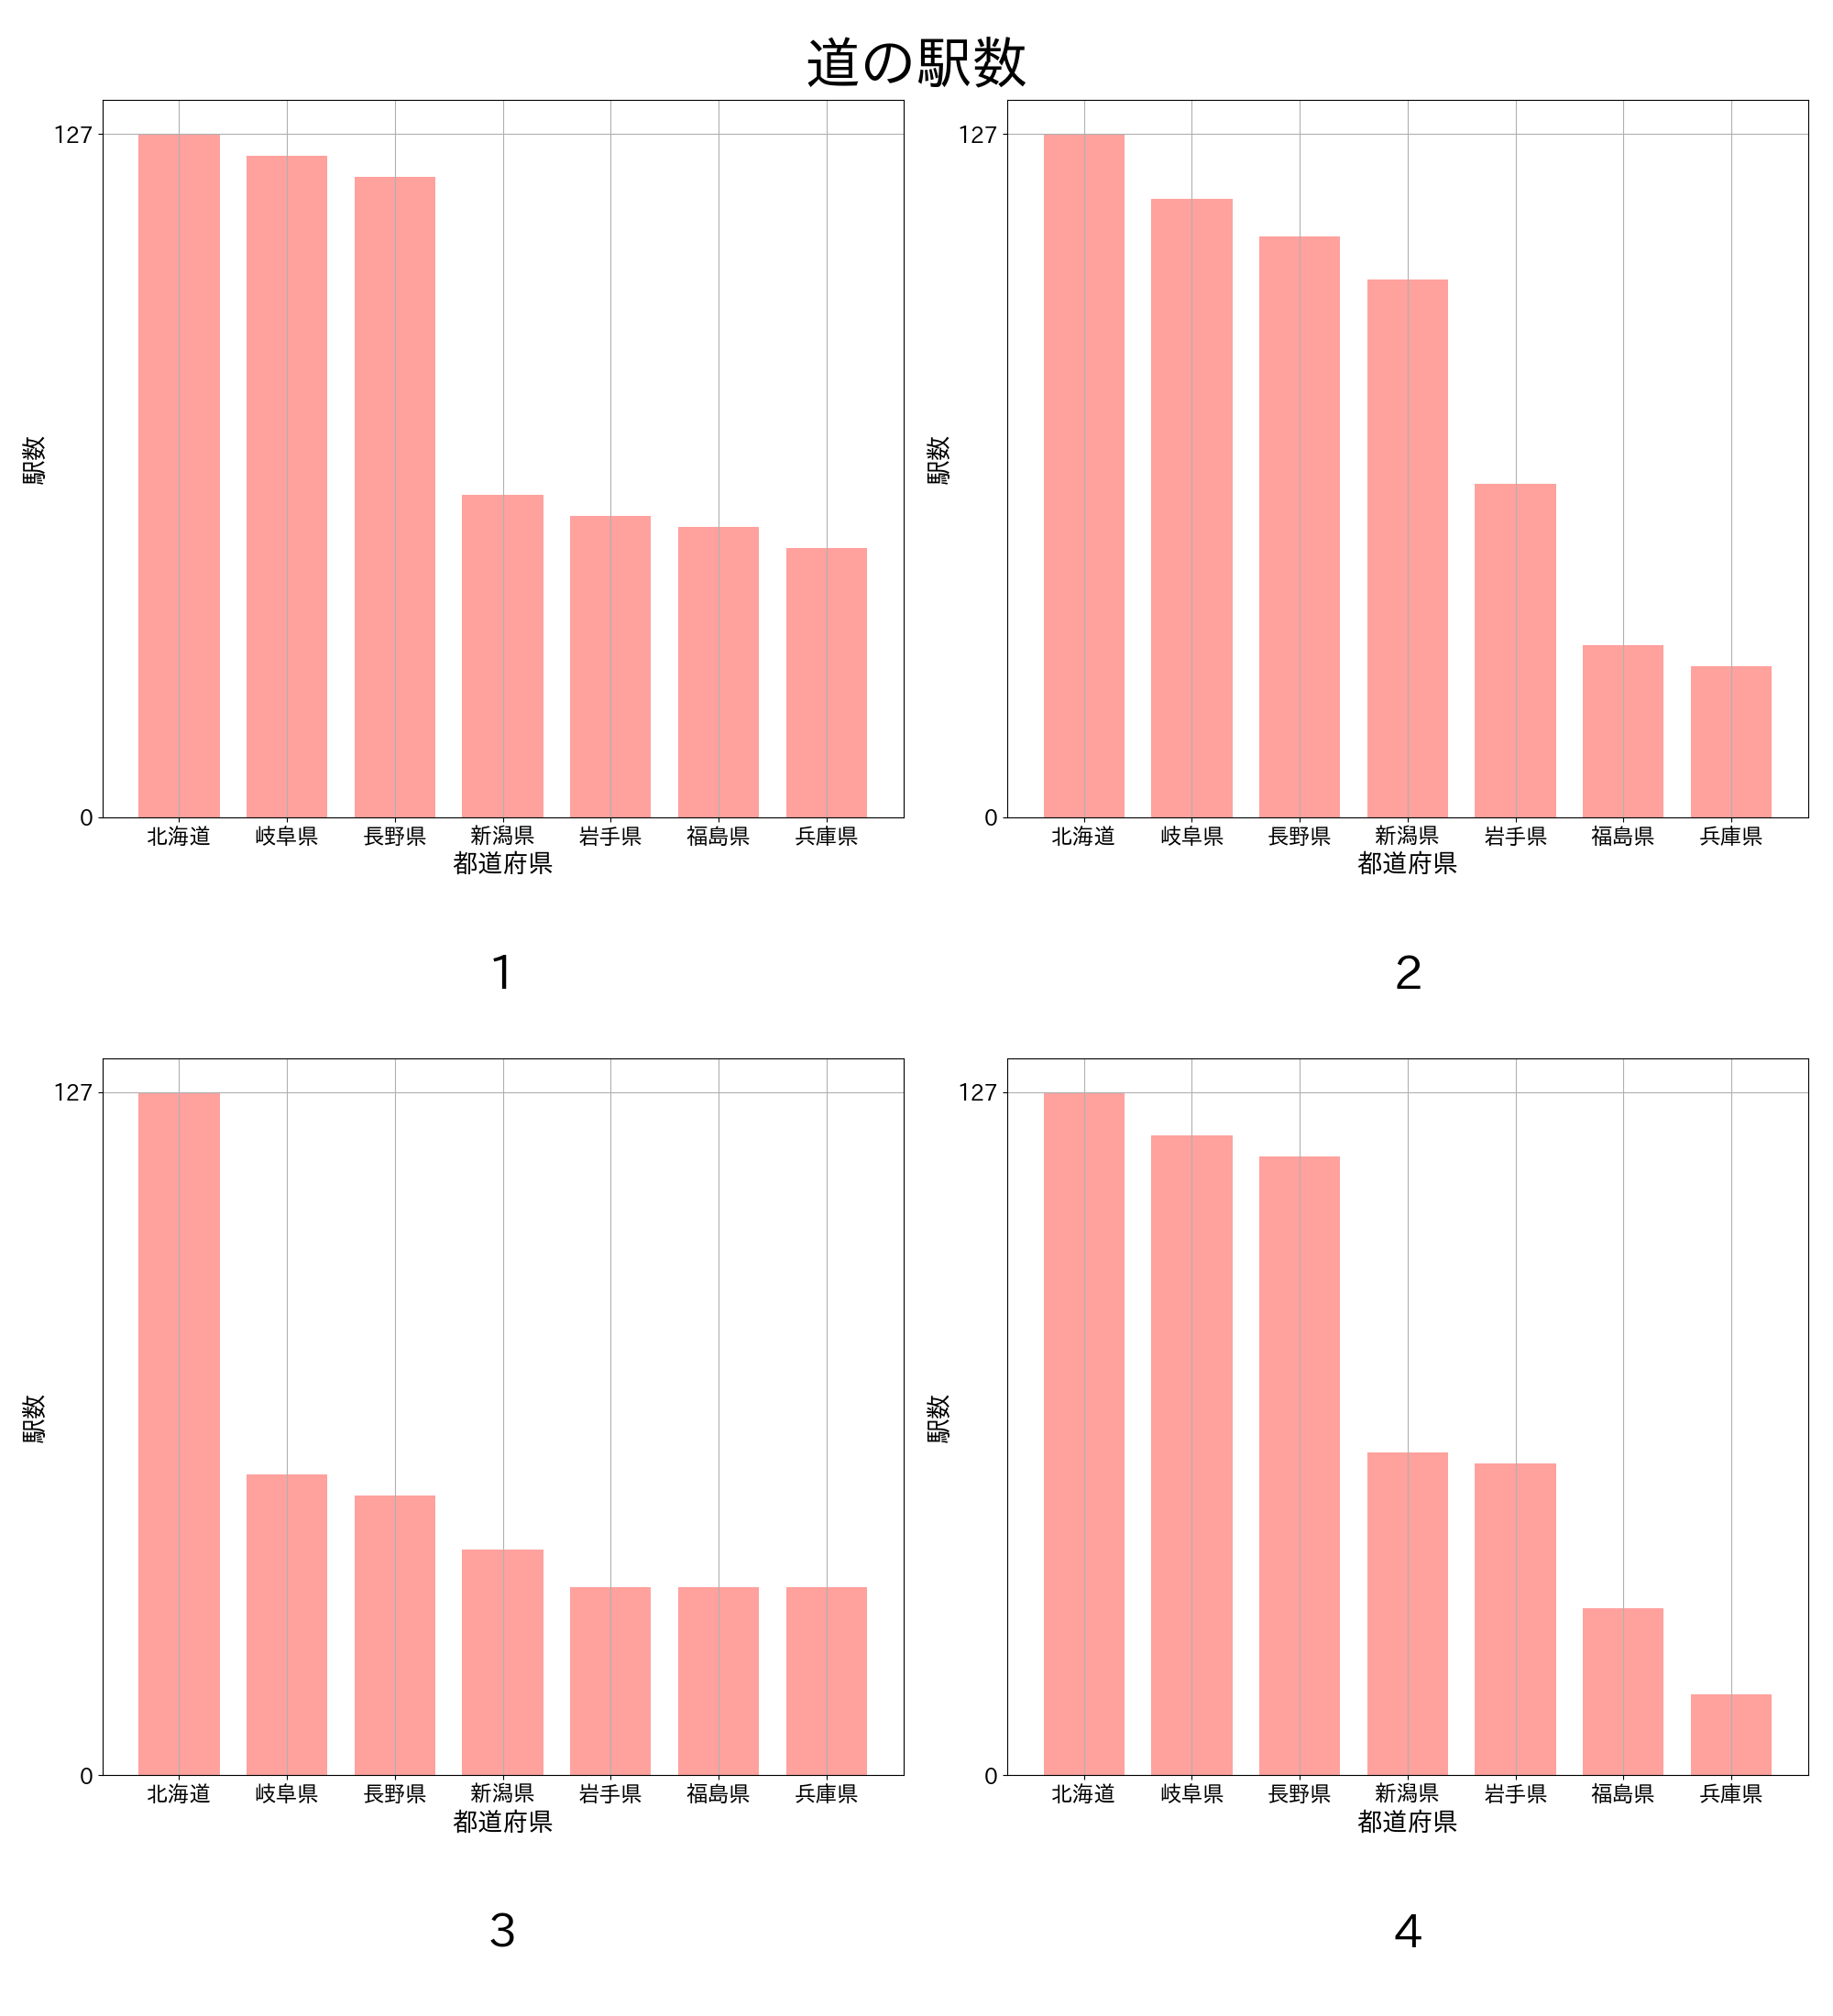 道の駅数
127
0
駅数
北海道 岐阜県 長野県 新潟県 岩手県 福島県 兵庫県
都道府県
1
127
0
駅数
北海道 岐阜県 長野県 新潟県 岩手県 福島県 兵庫県
都道府県
2
127
0
駅数
北海道 岐阜県 長野県 新潟県 岩手県 福島県 兵庫県
都道府県
3
127
0
駅数
北海道 岐阜県 長野県 新潟県 岩手県 福島県 兵庫県
都道府県
4